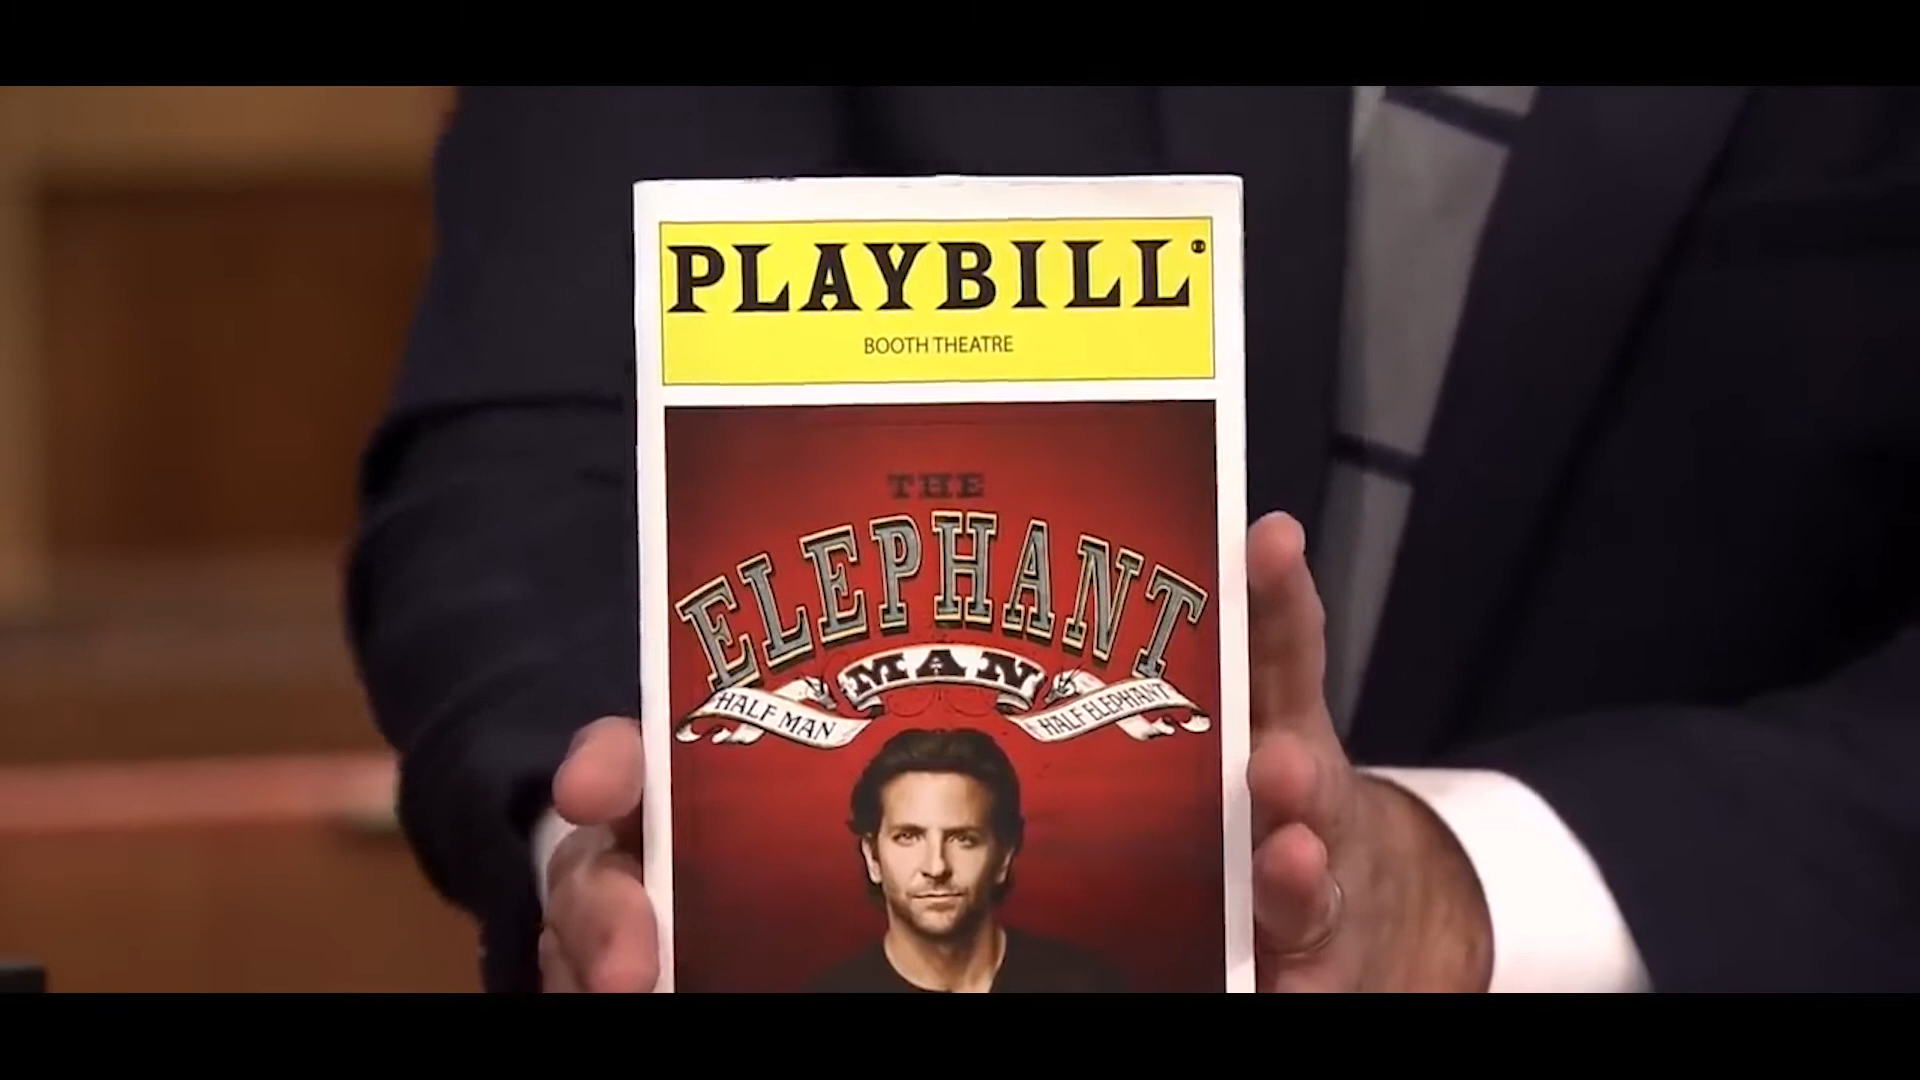 PLAYBILL®
BOOTH THEATRE
THE
ELEPHANT
MAN
HALF MAN
HALF ELEPHANT